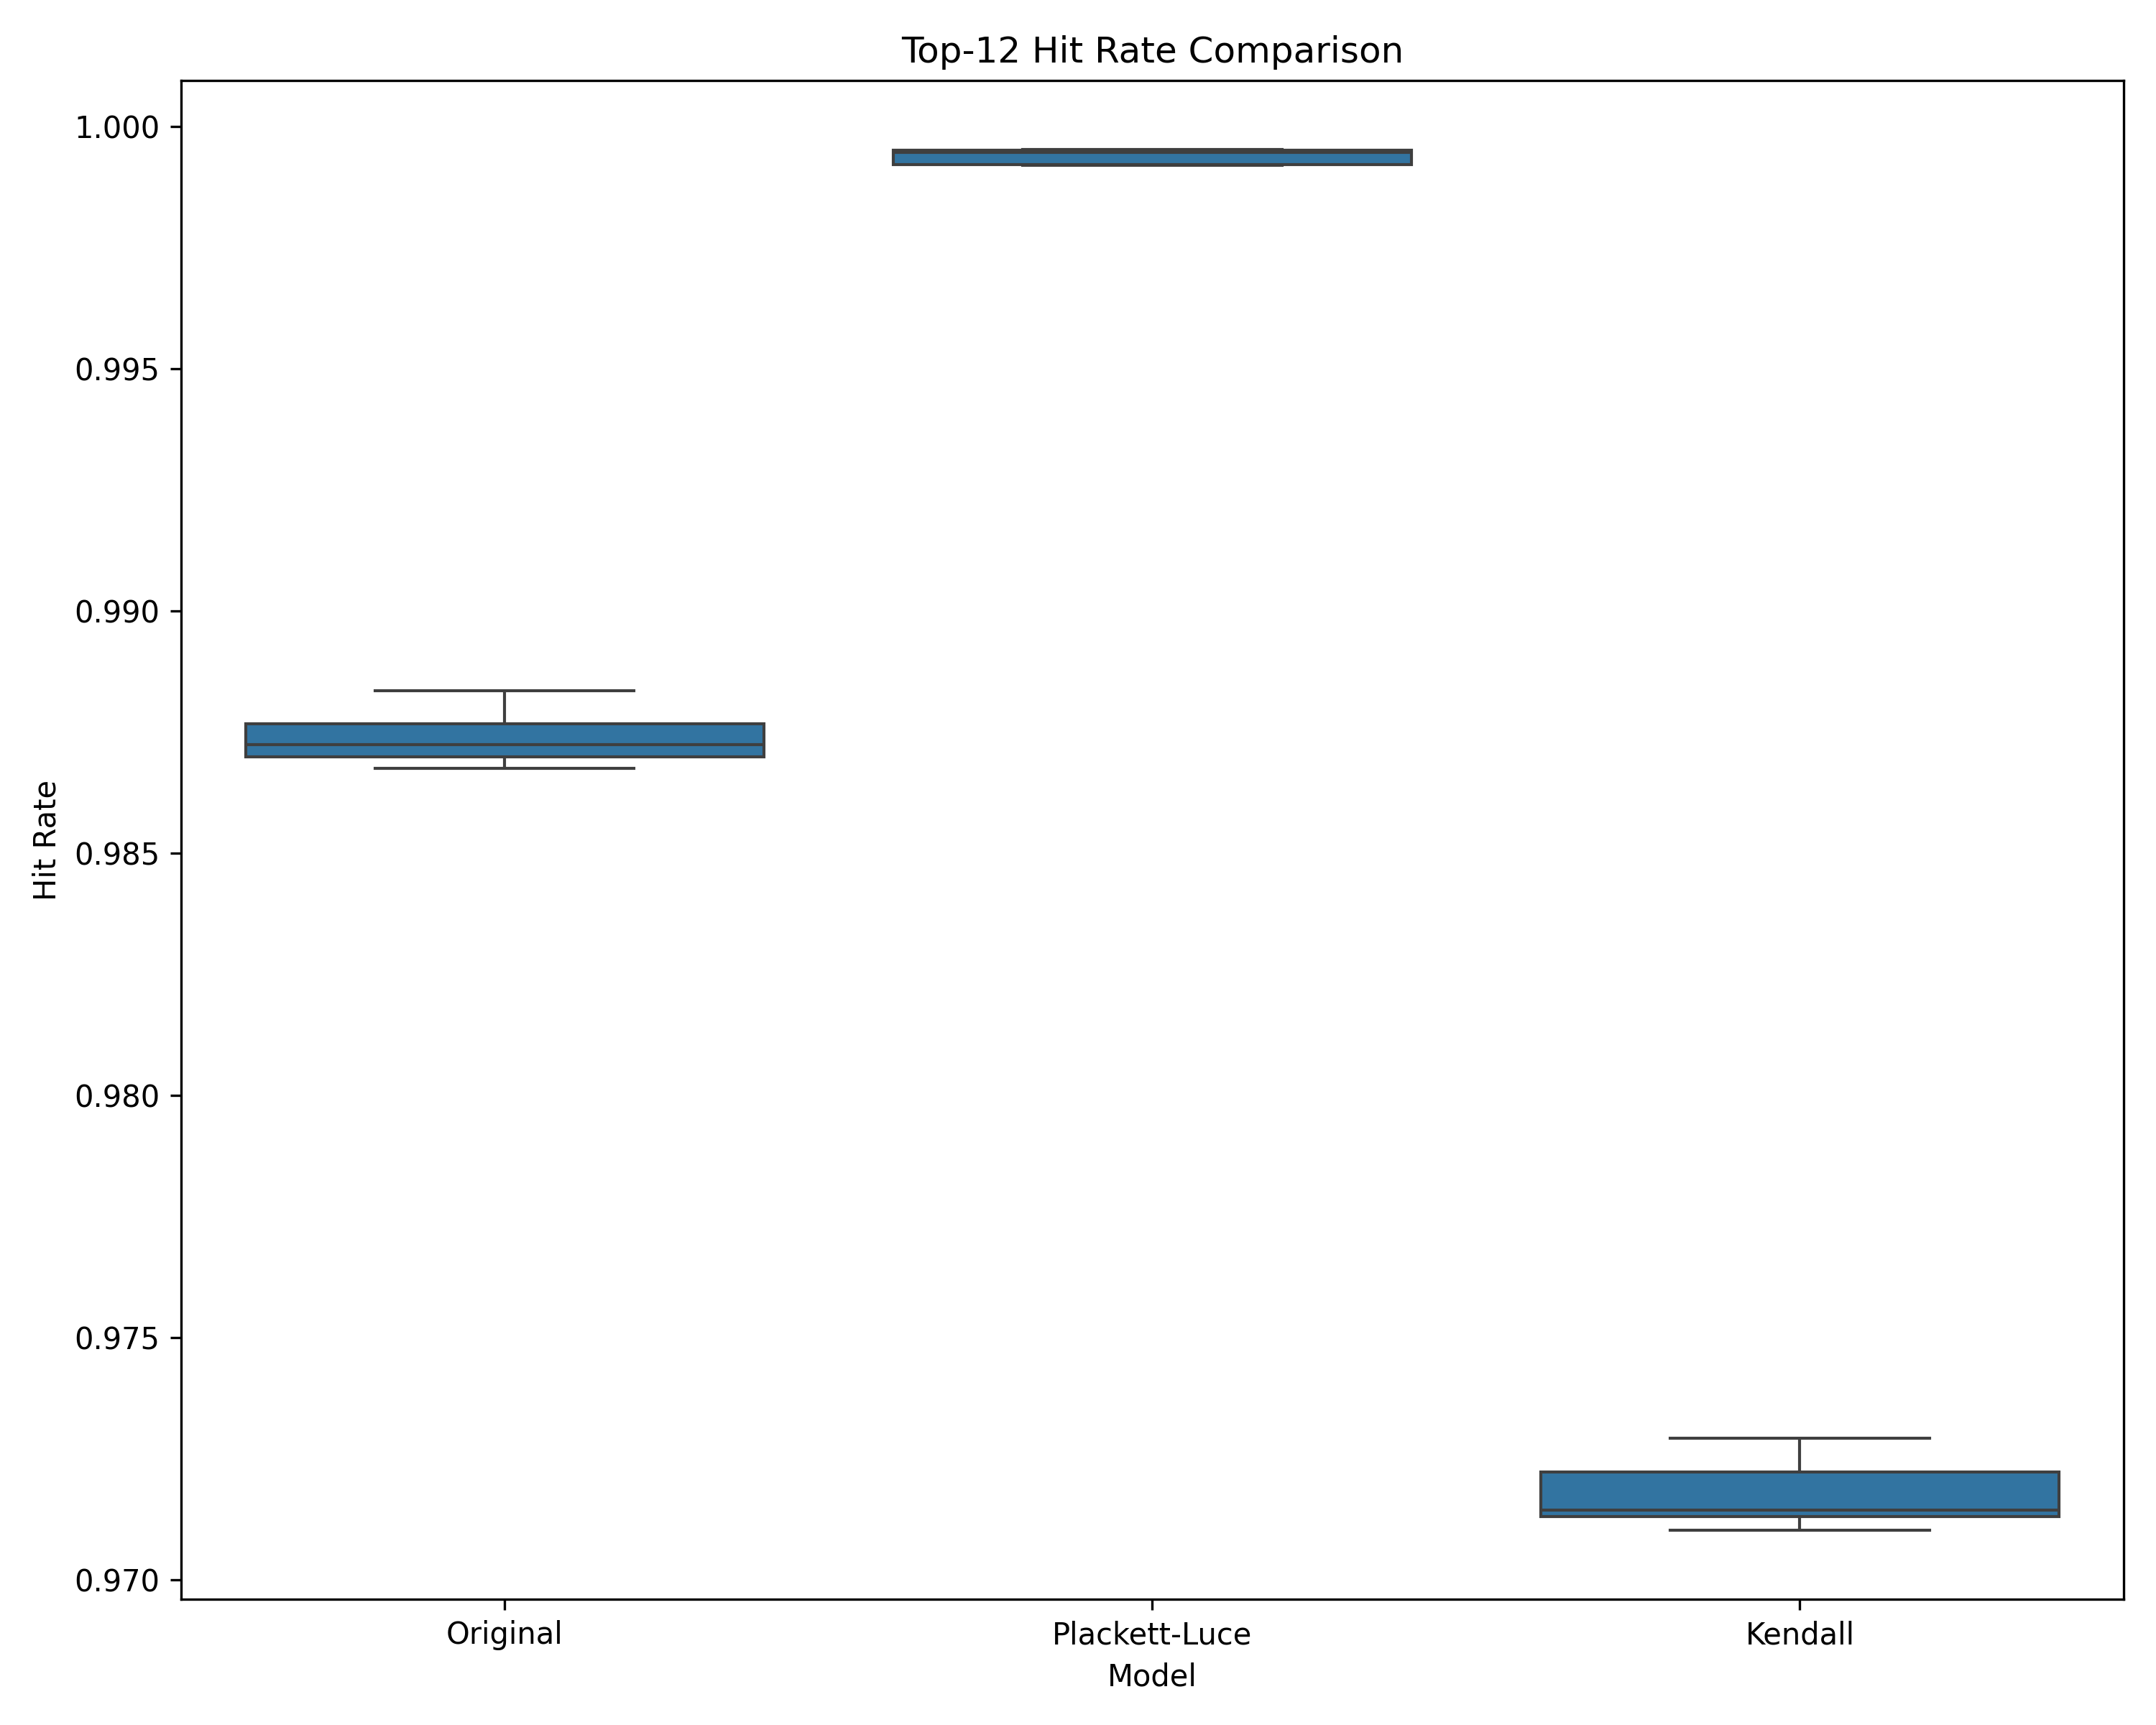 Top-12 Hit Rate Comparison
1.000
0.995
0.990
0.985
0.980
0.975
0.970
Hit Rate
Original
Plackett-Luce
Kendall
Model